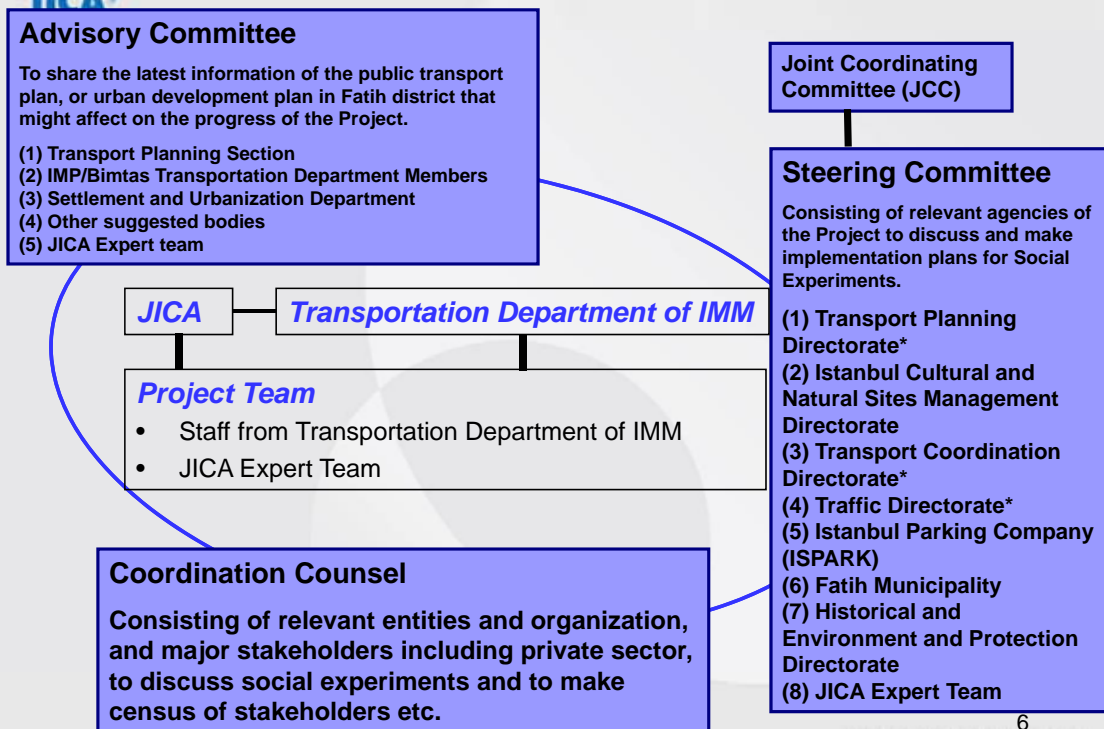 JICA
Advisory Committee
To share the latest information of the public transport
plan, or urban development plan in Fatih district that
might affect on the progress of the Project.
(1) Transport Planning Section
(2) IMP/Bimtas Transportation Department Members
(3) Settlement and Urbanization Department
(4) Other suggested bodies
(5) JICA Expert team
Joint Coordinating
Committee (JCC)
Steering Committee
Consisting of relevant agencies of
the Project to discuss and make
implementation plans for Social
Experiments.
(1) Transport Planning
Directorate*
(2) Istanbul Cultural and
Natural Sites Management
Directorate
(3) Transport Coordination
Directorate*
(4) Traffic Directorate*
(5) Istanbul Parking Company
(ISPARK)
(6) Fatih Municipality
(7) Historical and
Environment and Protection
Directorate
(8) JICA Expert Team
JICA
Transportation Department of IMM
Project Team
• Staff from Transportation Department of IMM
• JICA Expert Team
Coordination Counsel
Consisting of relevant entities and organization,
and major stakeholders including private sector,
to discuss social experiments and to make
census of stakeholders etc.
6